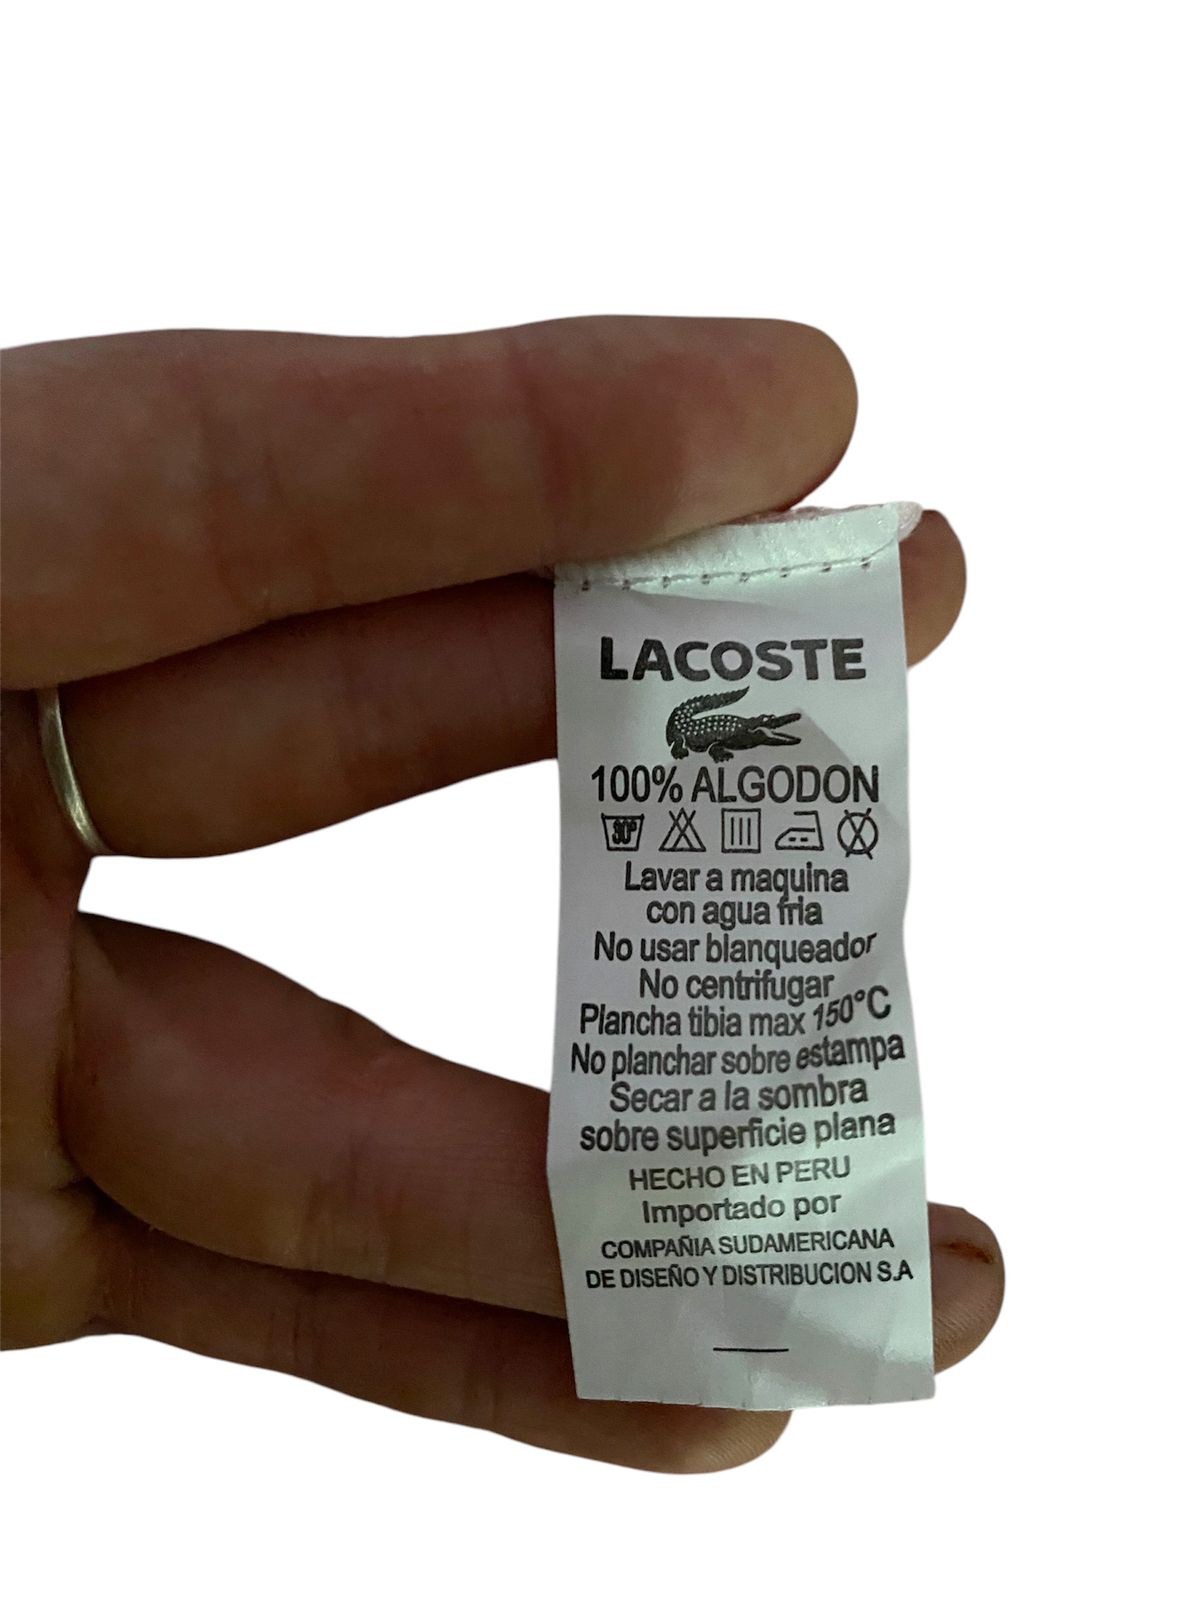 LACOSTE
100% ALGODON
30°
Lavar a maquina
con agua fria
No usar blanqueador
No centrifugar
Plancha tibia max 150°C
No planchar sobre estampa
Secar a la sombra
sobre superficie plana
HECHO EN PERU
Importado por
COMPAÑIA SUDAMERICANA
DE DISEÑO Y DISTRIBUCION S.A